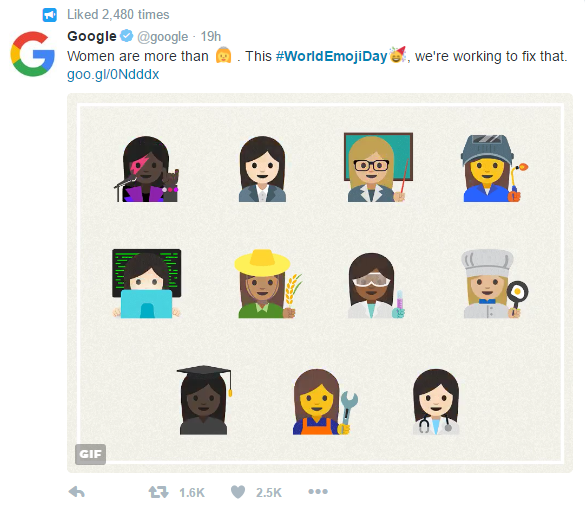 Liked 2,480 times
Google @google · 19h
Women are more than 👰 . This #WorldEmojiDay🎉, we're working to fix that.
goo.gl/0Ndddx
GIF
1.6K 2.5K